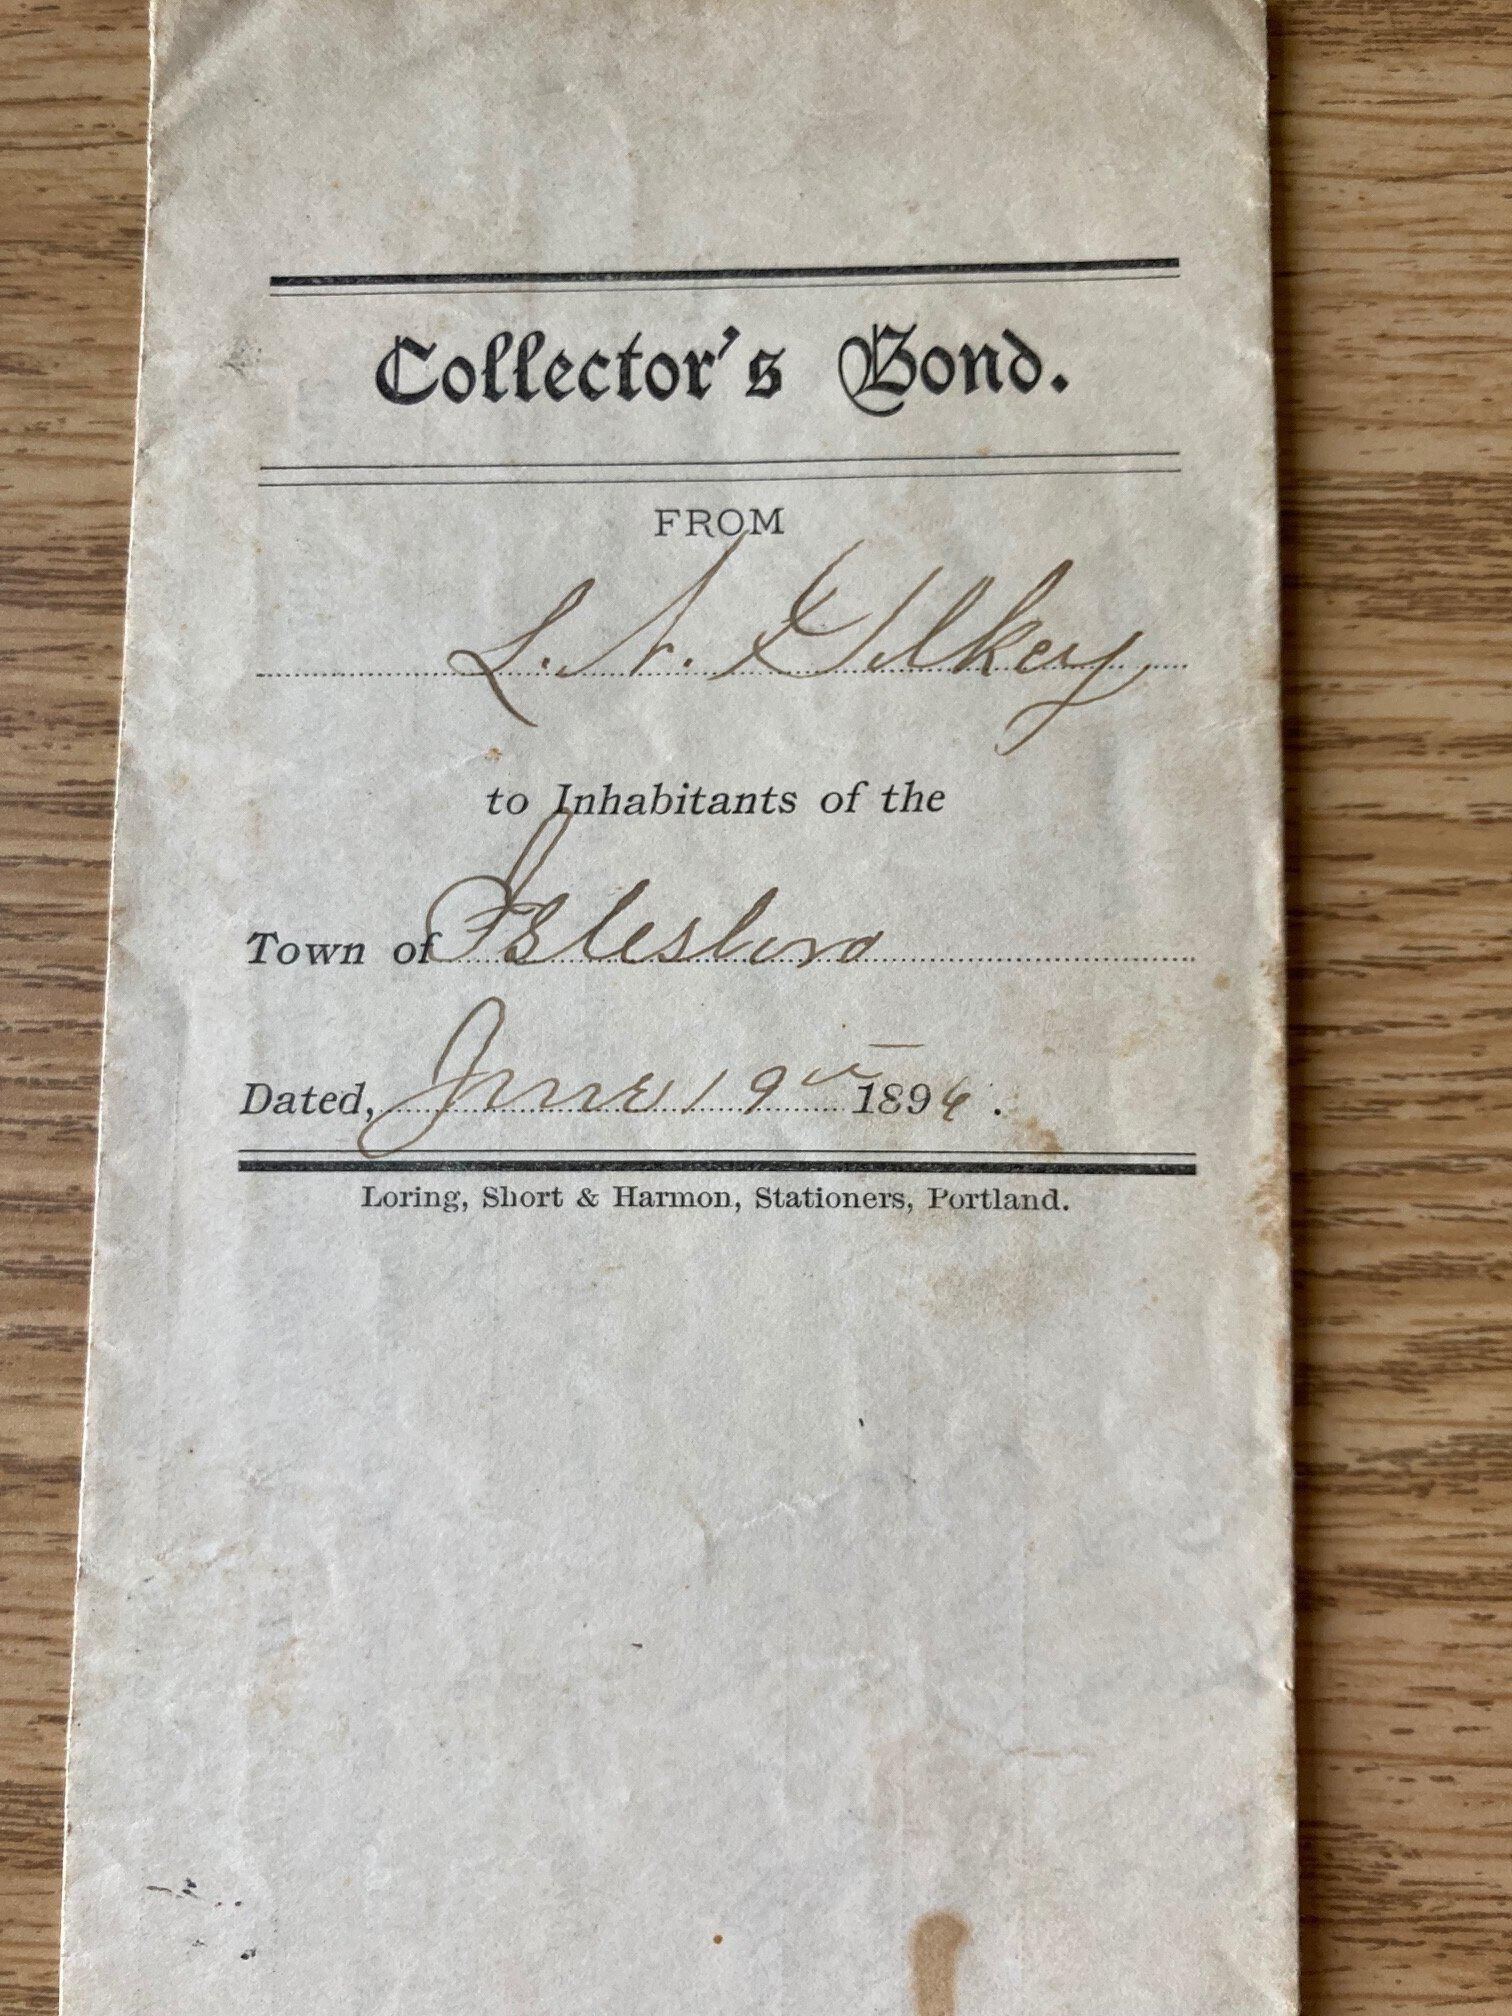 Collector's Bond.
FROM
L. N. Gilkey
to Inhabitants of the
Town of Islesboro
Dated, June 19th 1896.
Loring, Short & Harmon, Stationers, Portland.